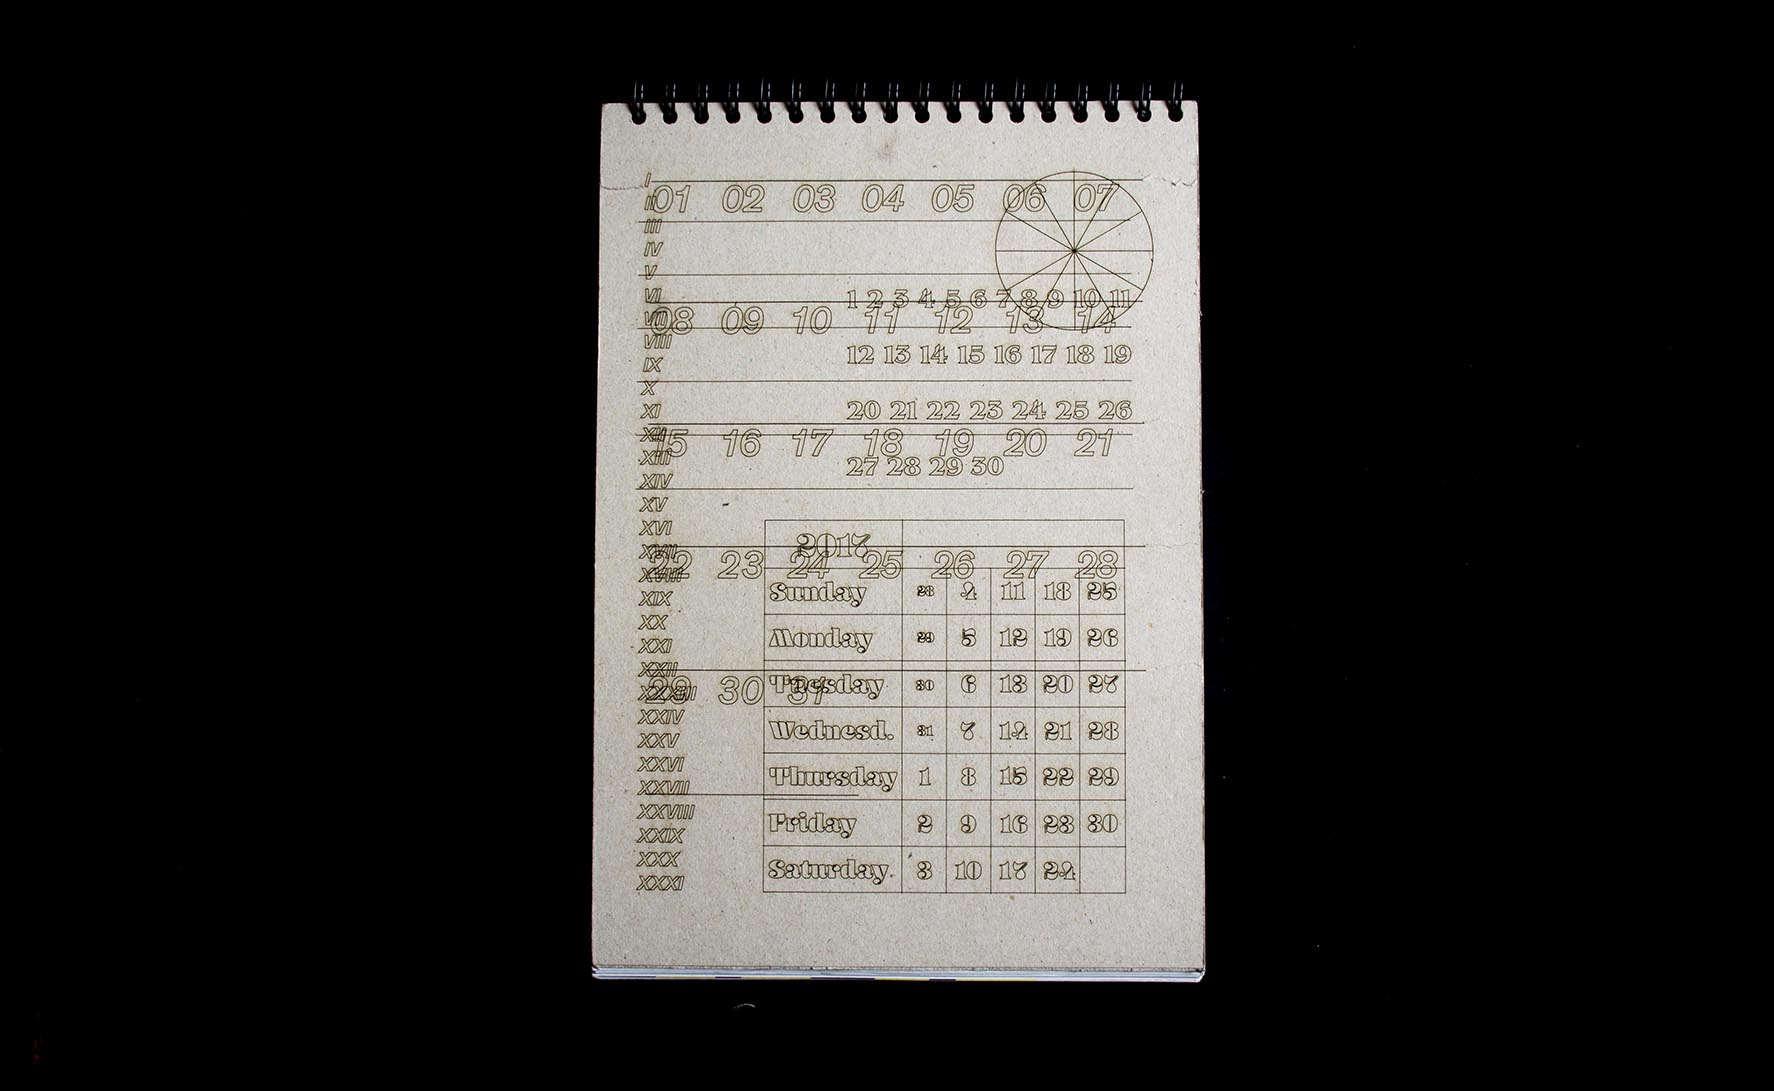 I
II
III
IV
V
VI
VII
VIII
IX
X
XI
XII
XIII
XIV
XV
XVI
XVII
XVIII
XIX
XX
XXI
XXII
XXIV
XXV
XXVI
XXVII
XXVIII
XXIX
XXX
XXXI
01 02 03 04 05 06 07
08 09 10 11 12 13 14
15 16 17 18 19 20 21
22 23 24 25 26 27 28
29 30 31
1 2 3 4 5 6 7 8 9 10 11
12 13 14 15 16 17 18 19
20 21 22 23 24 25 26
27 28 29 30
2017
Sunday 28 4 11 18 25
Monday 29 5 12 19 26
Tuesday 30 6 13 20 27
Wednesd. 31 7 14 21 28
Thursday 1 8 15 22 29
Friday 2 9 16 23 30
Saturday 3 10 17 24